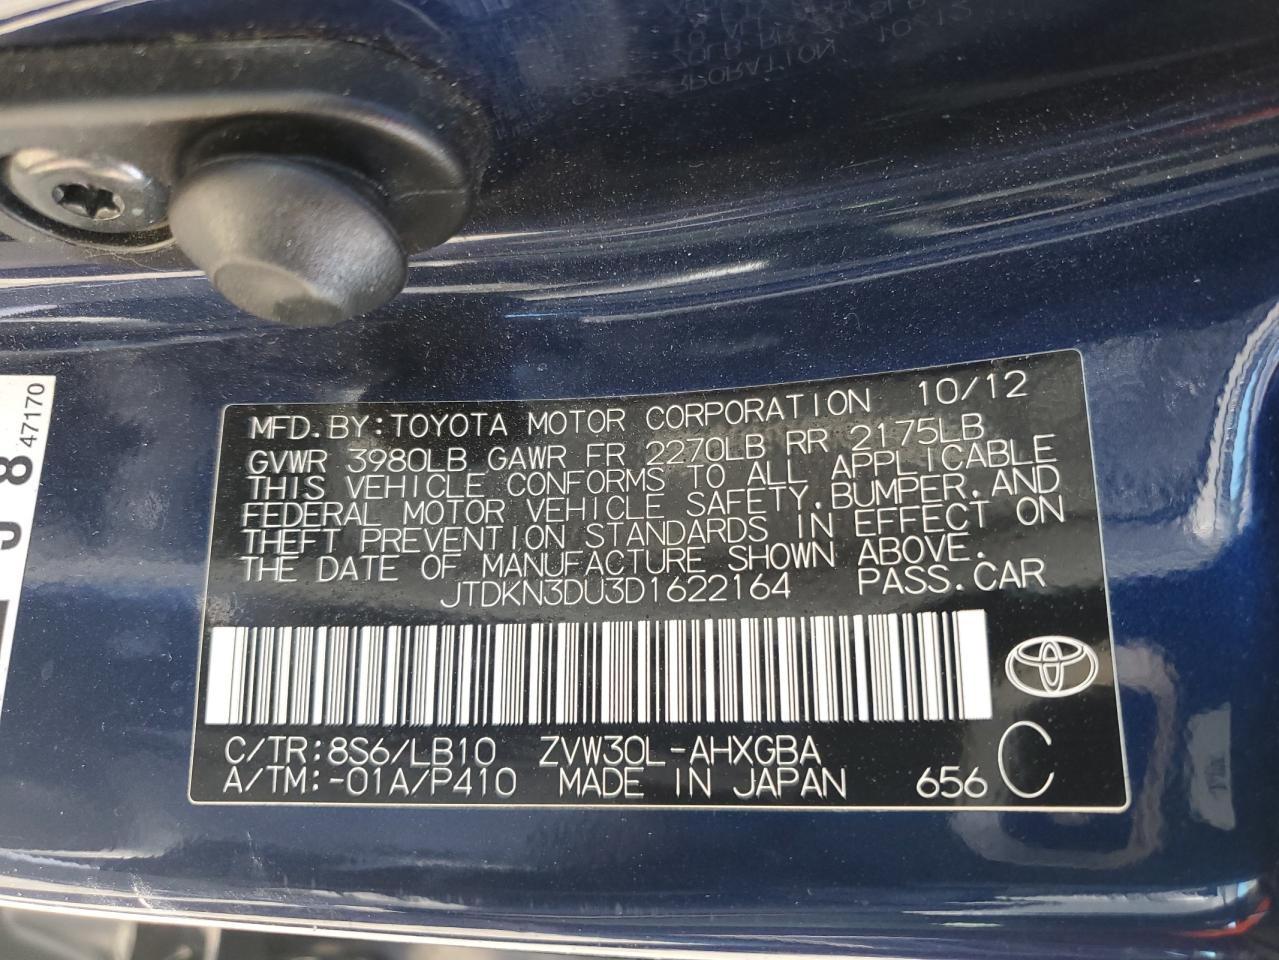 MFD.BY:TOYOTA MOTOR CORPORATION 10/12
GVWR 3980LB GAWR FR 2270LB RR 2175LB
THIS VEHICLE CONFORMS TO ALL APPLICABLE
FEDERAL MOTOR VEHICLE SAFETY,BUMPER,AND
THEFT PREVENTION STANDARDS IN EFFECT ON
THE DATE OF MANUFACTURE SHOWN ABOVE.
JTDKN3DU3D1622164 PASS.CAR
C/TR:8S6/LB10 ZVW30L-AHXGBA
A/TM:-01A/P410 MADE IN JAPAN 656 C
47170